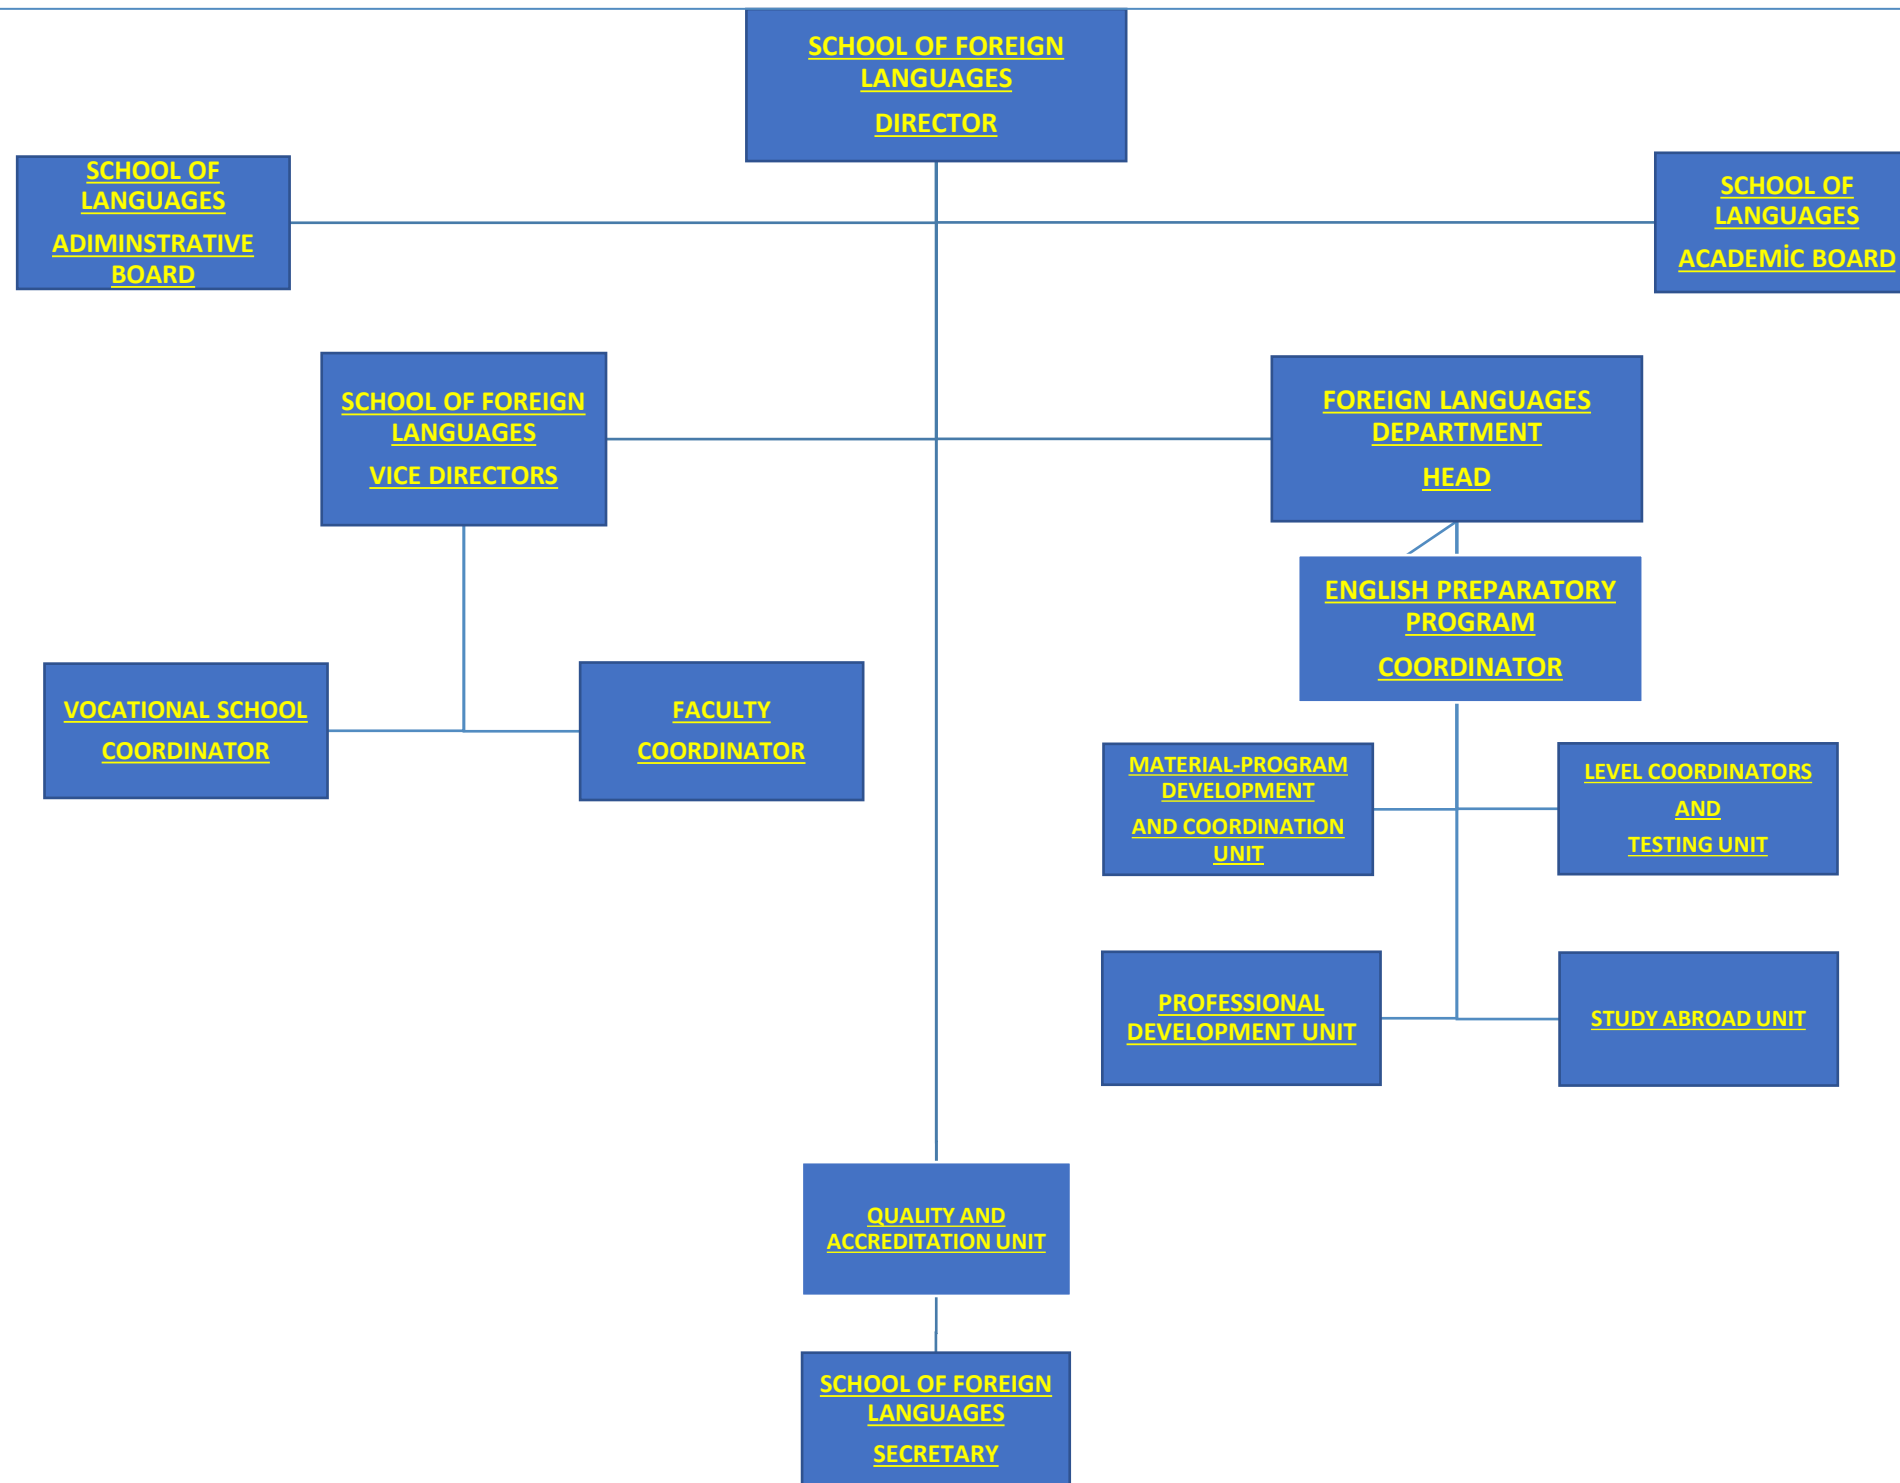 SCHOOL OF FOREIGN
LANGUAGES
DIRECTOR
SCHOOL OF
LANGUAGES
ADIMINSTRATIVE
BOARD
SCHOOL OF
LANGUAGES
ACADEMİC BOARD
SCHOOL OF FOREIGN
LANGUAGES
VICE DIRECTORS
FOREIGN LANGUAGES
DEPARTMENT
HEAD
ENGLISH PREPARATORY
PROGRAM
COORDINATOR
VOCATIONAL SCHOOL
COORDINATOR
FACULTY
COORDINATOR
MATERIAL-PROGRAM
DEVELOPMENT
AND COORDINATION
UNIT
LEVEL COORDINATORS
AND
TESTING UNIT
PROFESSIONAL
DEVELOPMENT UNIT
STUDY ABROAD UNIT
QUALITY AND
ACCREDITATION UNIT
SCHOOL OF FOREIGN
LANGUAGES
SECRETARY